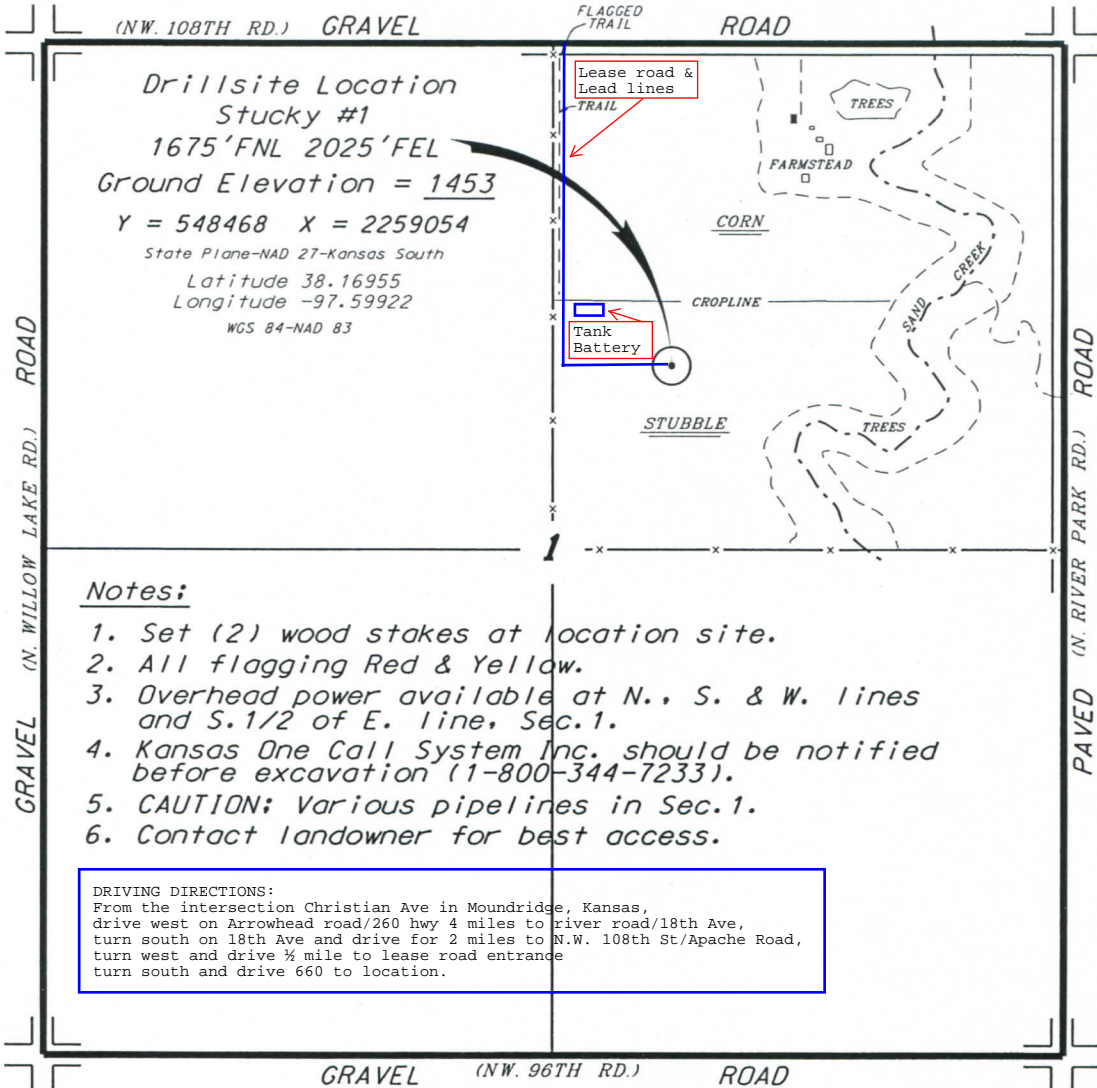 (NW. 108TH RD.) GRAVEL ROAD
FLAGGED
TRAIL
Drillsite Location
Stucky #1
1675'FNL 2025'FEL
Ground Elevation = 1453
Y = 548468 X = 2259054
State Plane-NAD 27-Kansas South
Latitude 38.16955
Longitude -97.59922
WGS 84-NAD 83
Lease road &
Lead lines
TRAIL
TREES
FARMSTEAD
CORN
SAND CREEK
CROPLINE
Tank
Battery
STUBBLE
TREES
GRAVEL (N. WILLOW LAKE RD.) ROAD
PAVED (N. RIVER PARK RD.) ROAD
1
Notes:
1. Set (2) wood stakes at location site.
2. All flagging Red & Yellow.
3. Overhead power available at N., S. & W. lines
and S.1/2 of E. line, Sec.1.
4. Kansas One Call System Inc. should be notified
before excavation (1-800-344-7233).
5. CAUTION: Various pipelines in Sec.1.
6. Contact landowner for best access.
DRIVING DIRECTIONS:
From the intersection Christian Ave in Moundridge, Kansas,
drive west on Arrowhead road/260 hwy 4 miles to river road/18th Ave,
turn south on 18th Ave and drive for 2 miles to N.W. 108th St/Apache Road,
turn west and drive ½ mile to lease road entrance
turn south and drive 660 to location.
GRAVEL (NW. 96TH RD.) ROAD